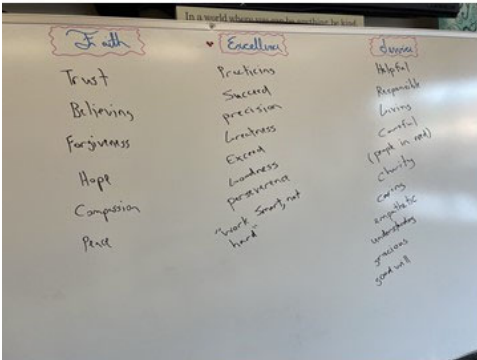 In a world where you can be anything be kind
Faith
Trust
Believing
Forgiveness
Hope
Compassion
Peace
Excellence
Practicing
Succeed
precision
Greatness
Exceed
Goodness
perseverence
"work smart, not
hard"
Service
Helpful
Responsible
Giving
Careful
(people in need)
charity
caring
empathetic
understanding
gracious
good will